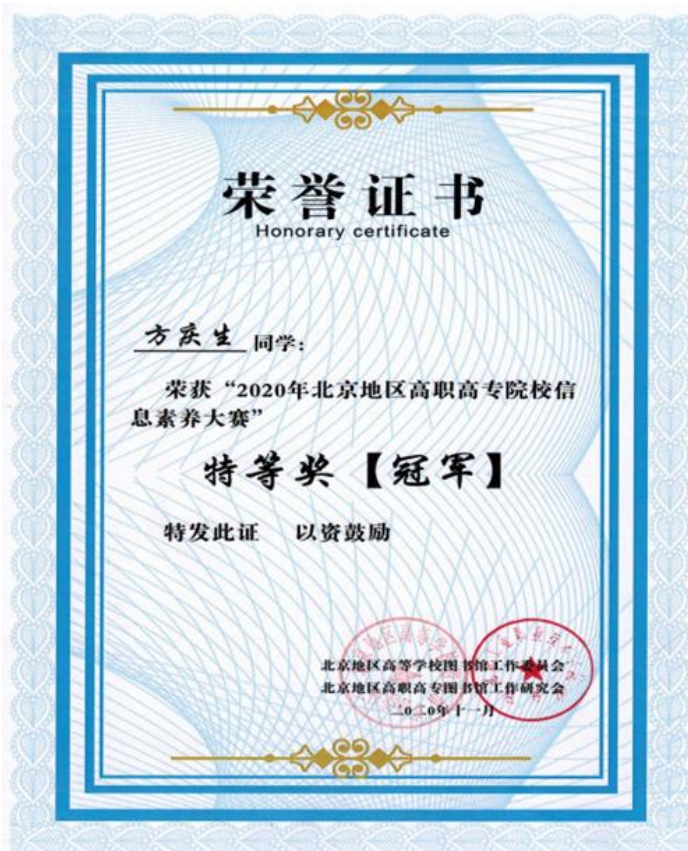 荣誉证书
Honorary certificate
方庆生 同学：
荣获“2020年北京地区高职高专院校信
息素养大赛”
特等奖【冠军】
特发此证 以资鼓励
北京地区高等学校图书馆工作委员会
北京地区高职高专图书馆工作研究会
二〇二〇年十一月